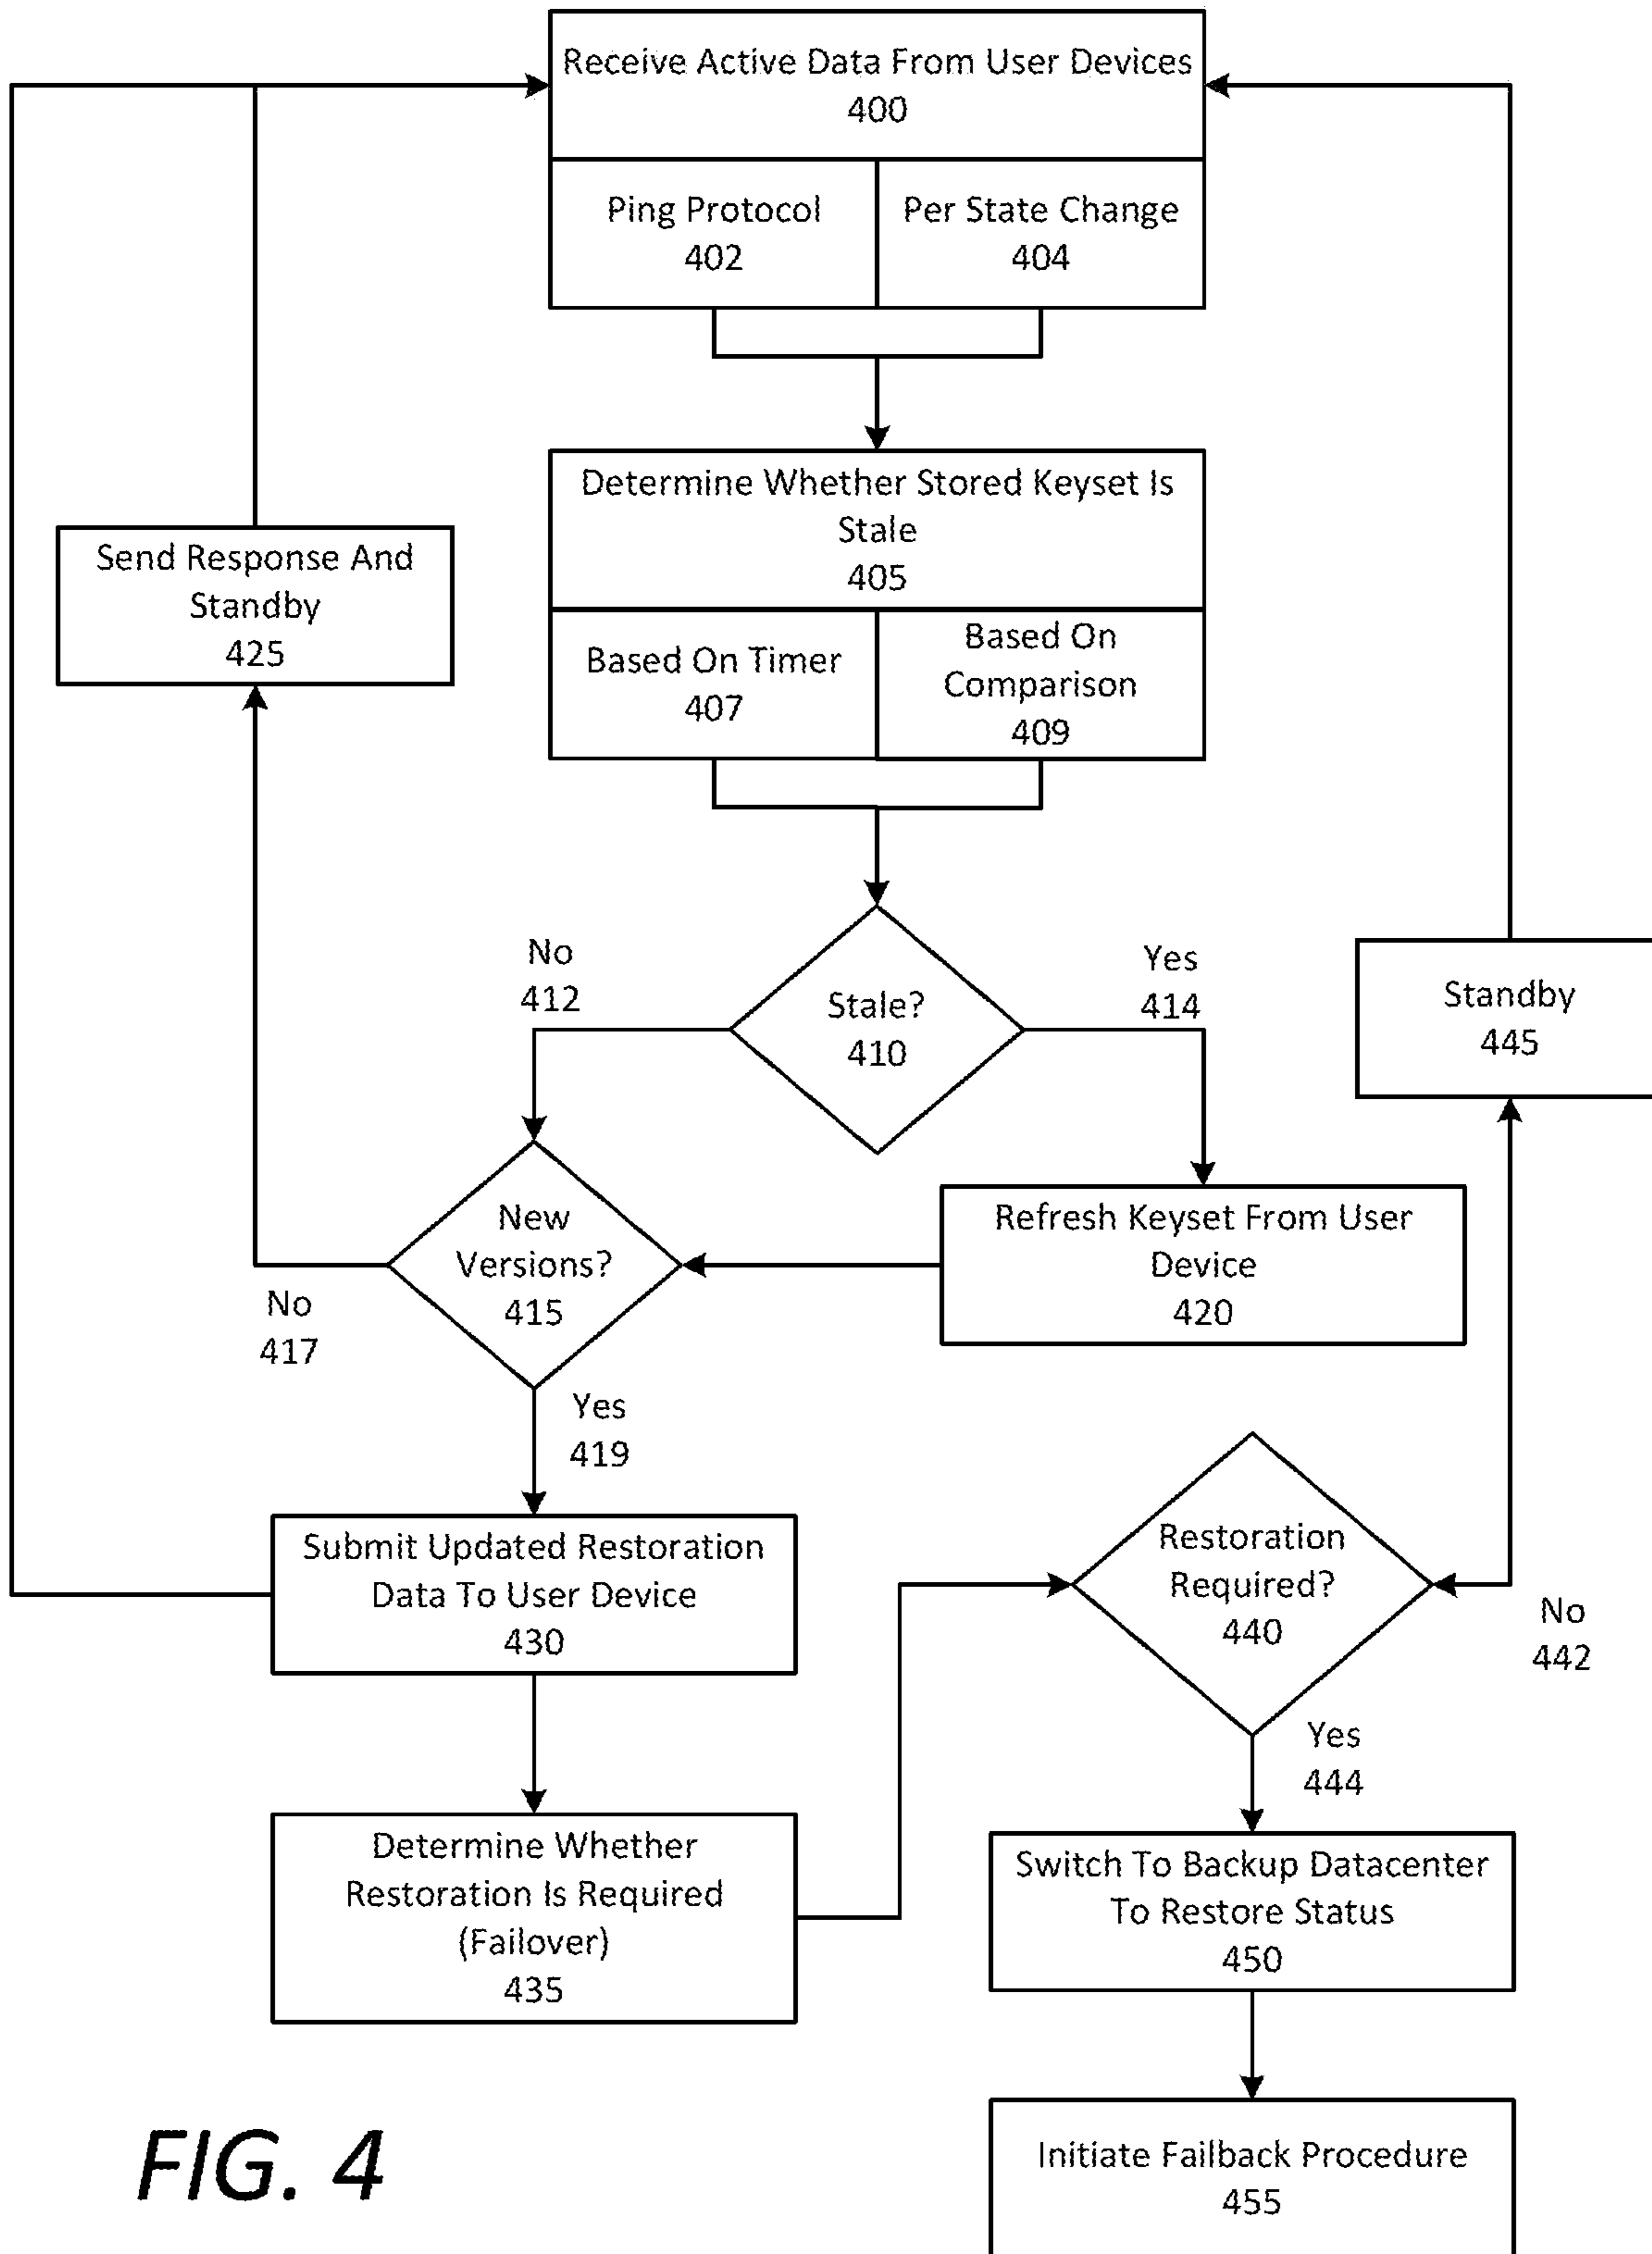 Receive Active Data From User Devices
400
Ping Protocol
402
Per State Change
404
Determine Whether Stored Keyset Is
Stale
405
Based On Timer
407
Based On
Comparison
409
Send Response And
Standby
425
No
412
Stale?
410
Yes
414
Standby
445
New
Versions?
415
Refresh Keyset From User
Device
420
No
417
Yes
419
Submit Updated Restoration
Data To User Device
430
Restoration
Required?
440
No
442
Yes
444
Determine Whether
Restoration Is Required
(Failover)
435
Switch To Backup Datacenter
To Restore Status
450
Initiate Failback Procedure
455
FIG. 4